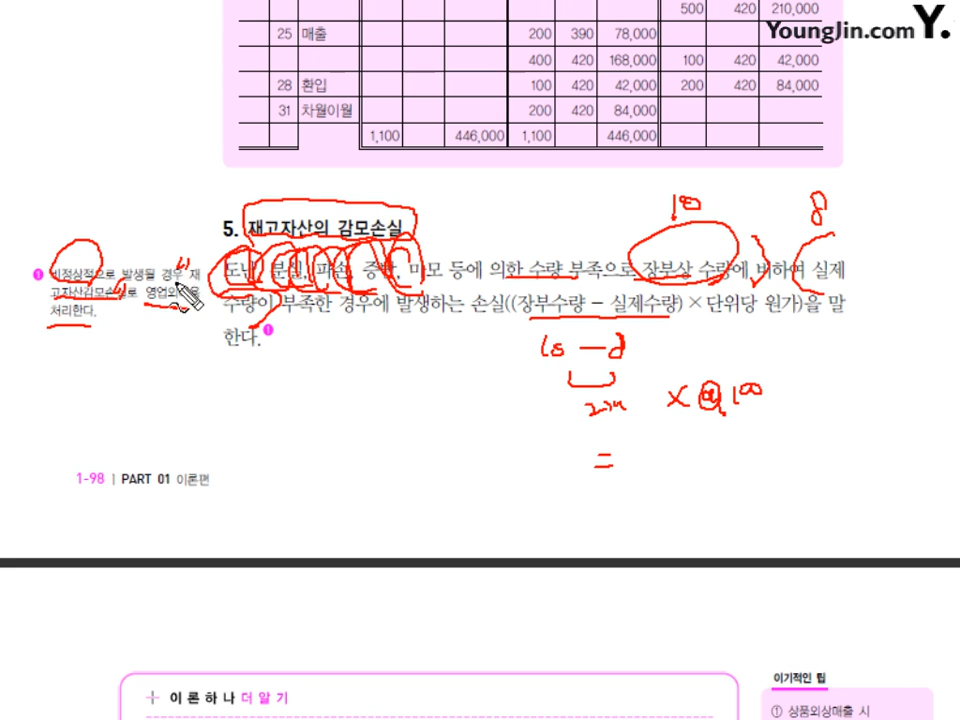 YoungJin.com Y.
500 420 210,000
25 매출 200 390 78,000
400 420 168,000 100 420 42,000
28 환입 100 420 42,000 200 420 84,000
31 차월이월 200 420 84,000
1,100 446,000 1,100 446,000
10 8
5. 재고자산의 감모손실
도난, 분실, 파손, 증발, 마모 등에 의한 수량 부족으로 장부상 수량에 비하여 실제
수량이 부족한 경우에 발생하는 손실((장부수량 - 실제수량) × 단위당 원가)을 말
한다. ❶
❶ 비정상적으로 발생될 경우 재
고자산감모손실로 영업외
처리한다.
10 - 8
× @ 100
=
1-98 | PART 01 이론편
이론하나 더 알기
이기적인 팁
① 상품외상매출 시